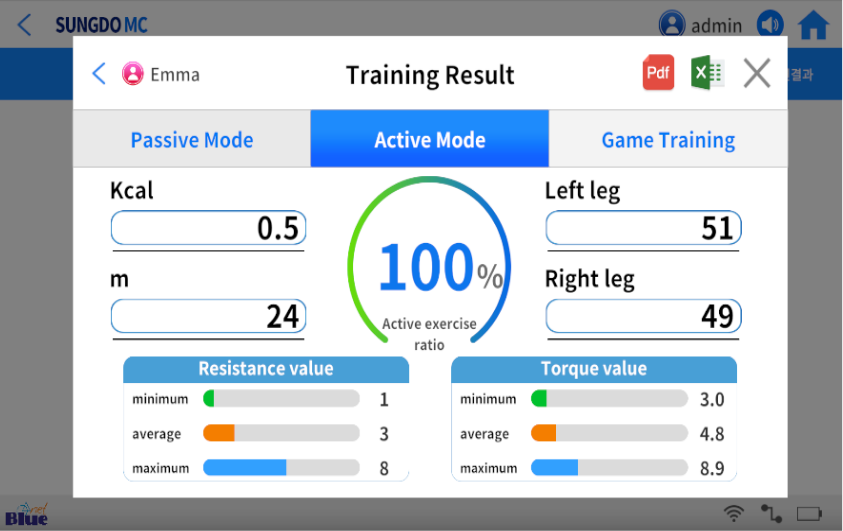 SUNGDO MC
admin
Emma
Training Result
Pdf
X
결과
Passive Mode
Active Mode
Game Training
Kcal
0.5
m
24
100%
Active exercise
ratio
Left leg
51
Right leg
49
Resistance value
minimum 1
average 3
maximum 8
Torque value
minimum 3.0
average 4.8
maximum 8.9
Blue